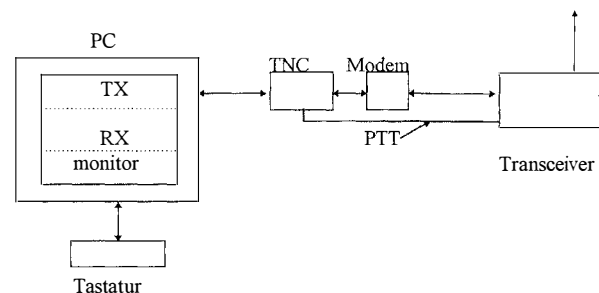 PC
TNC
Modem
TX
RX
monitor
PTT
Transceiver
Tastatur